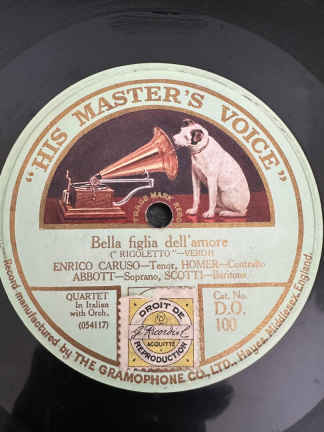 "HIS MASTER'S VOICE"
TRADE MARK
Bella figlia dell'amore
("RIGOLETTO"—VERDI)
ENRICO CARUSO—Tenor, HOMER—Contralto
ABBOTT—Soprano, SCOTTI—Baritone
QUARTET
In Italian
with Orch.
(054117)
DROIT DE
G. Ricordi & C.
ACQUITTÉ
REPRODUCTION
Cat. No.
D.O.
100
Record manufactured by THE GRAMOPHONE CO., LTD., Hayes, Middlesex, England.